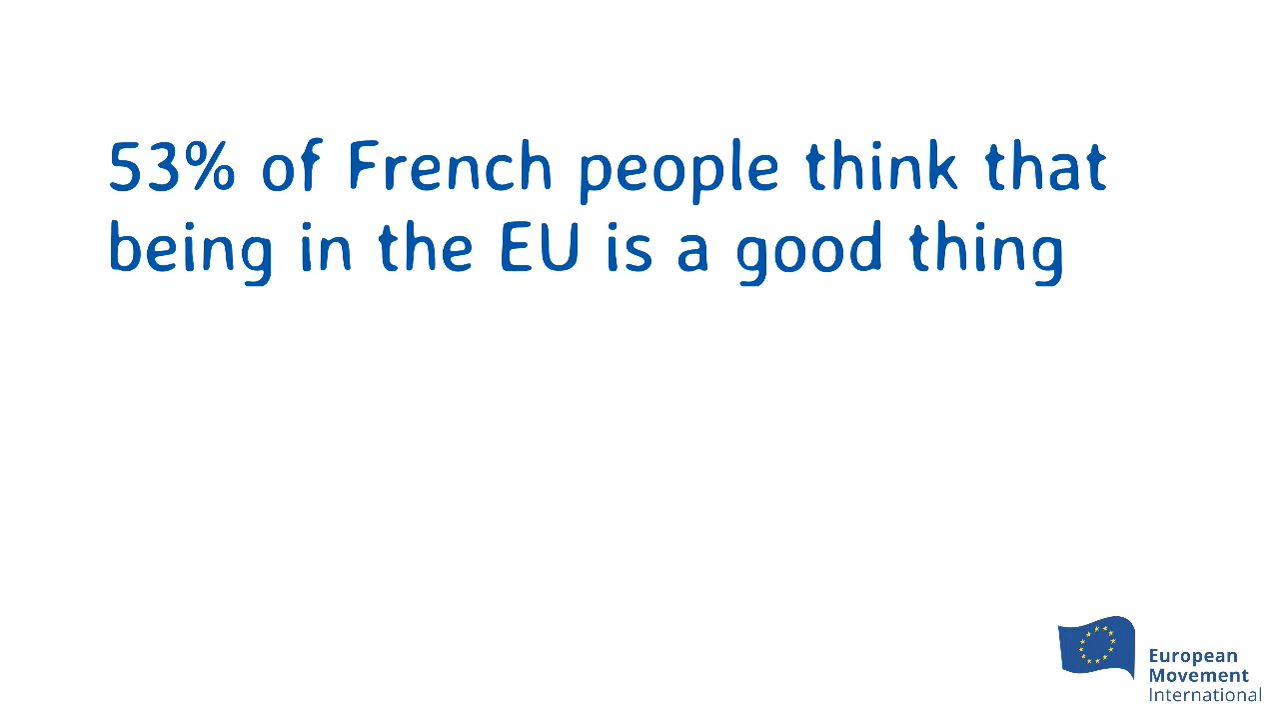 53% of French people think that
being in the EU is a good thing
European
Movement
International